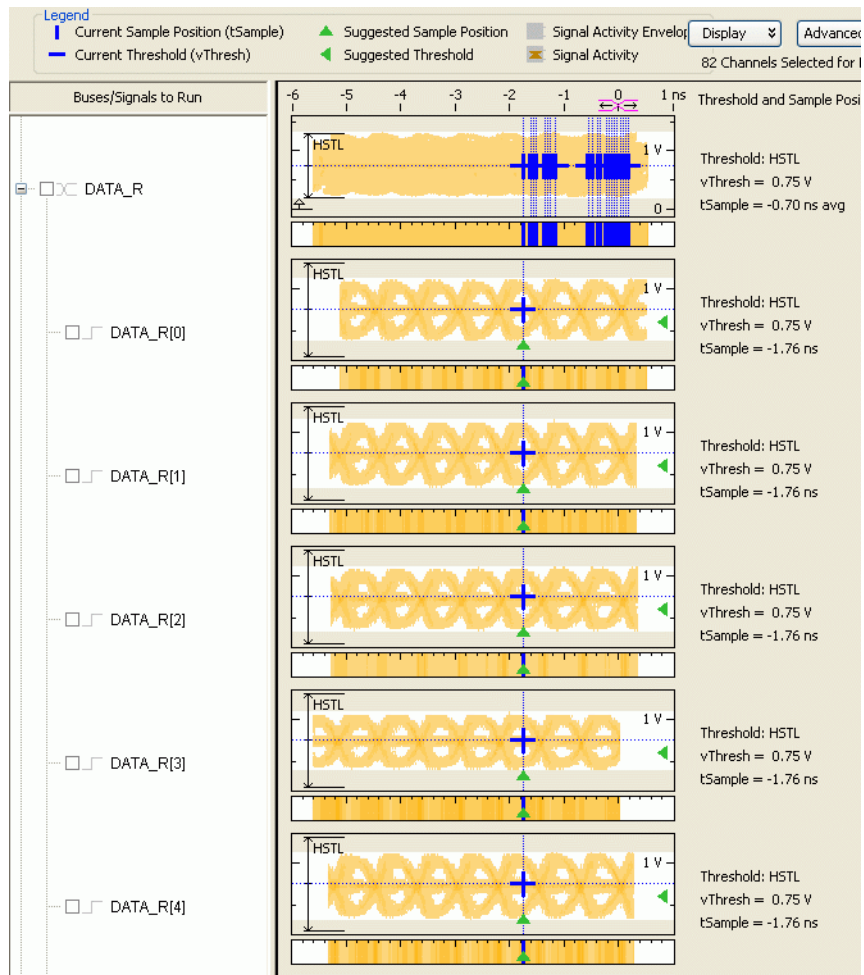 Legend
Current Sample Position (tSample)
Suggested Sample Position
Signal Activity Envelop
Current Threshold (vThresh)
Suggested Threshold
Signal Activity
Display
Advanced
82 Channels Selected for
Buses/Signals to Run
-6 -5 -4 -3 -2 -1 0 1 ns
Threshold and Sample Posi
DATA_R
HSTL
1 V
0
Threshold: HSTL
vThresh = 0.75 V
tSample = -0.70 ns avg
DATA_R[0]
HSTL
1 V
Threshold: HSTL
vThresh = 0.75 V
tSample = -1.76 ns
DATA_R[1]
HSTL
1 V
Threshold: HSTL
vThresh = 0.75 V
tSample = -1.76 ns
DATA_R[2]
HSTL
1 V
Threshold: HSTL
vThresh = 0.75 V
tSample = -1.76 ns
DATA_R[3]
HSTL
1 V
Threshold: HSTL
vThresh = 0.75 V
tSample = -1.76 ns
DATA_R[4]
HSTL
1 V
Threshold: HSTL
vThresh = 0.75 V
tSample = -1.76 ns